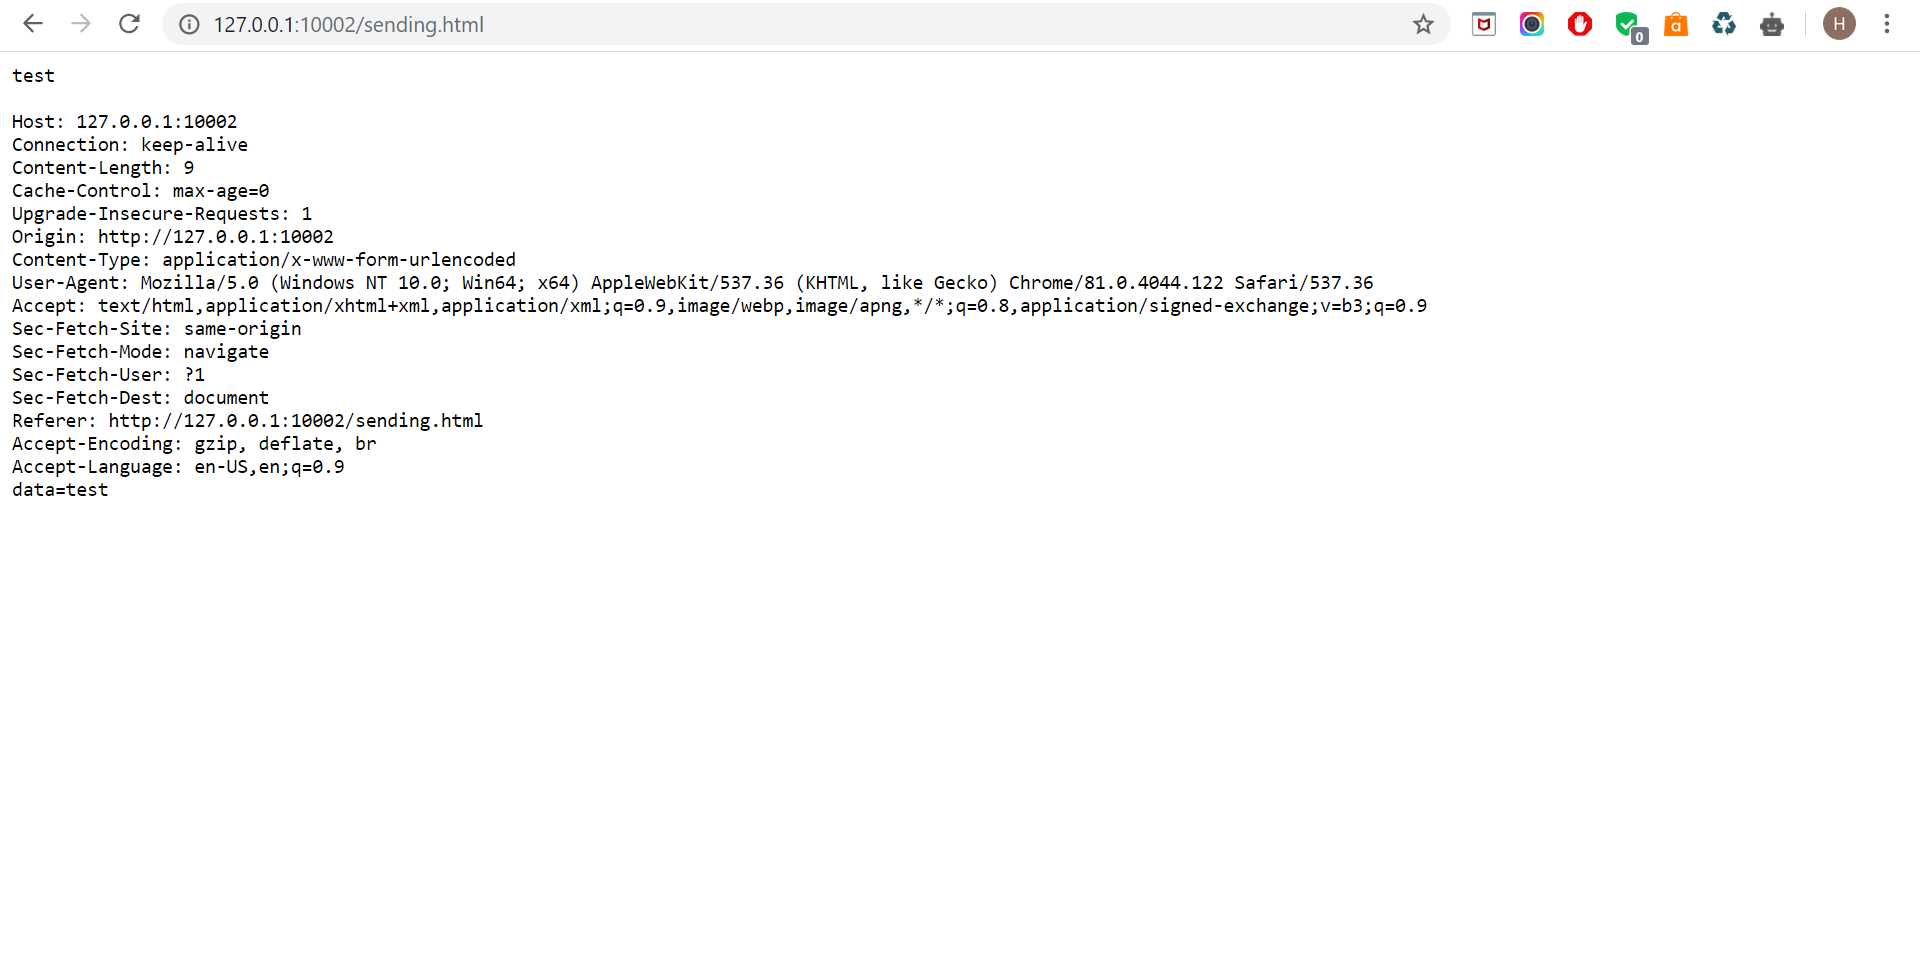 127.0.0.1:10002/sending.html
0
a
H
test
Host: 127.0.0.1:10002
Connection: keep-alive
Content-Length: 9
Cache-Control: max-age=0
Upgrade-Insecure-Requests: 1
Origin: http://127.0.0.1:10002
Content-Type: application/x-www-form-urlencoded
User-Agent: Mozilla/5.0 (Windows NT 10.0; Win64; x64) AppleWebKit/537.36 (KHTML, like Gecko) Chrome/81.0.4044.122 Safari/537.36
Accept: text/html,application/xhtml+xml,application/xml;q=0.9,image/webp,image/apng,*/*;q=0.8,application/signed-exchange;v=b3;q=0.9
Sec-Fetch-Site: same-origin
Sec-Fetch-Mode: navigate
Sec-Fetch-User: ?1
Sec-Fetch-Dest: document
Referer: http://127.0.0.1:10002/sending.html
Accept-Encoding: gzip, deflate, br
Accept-Language: en-US,en;q=0.9
data=test